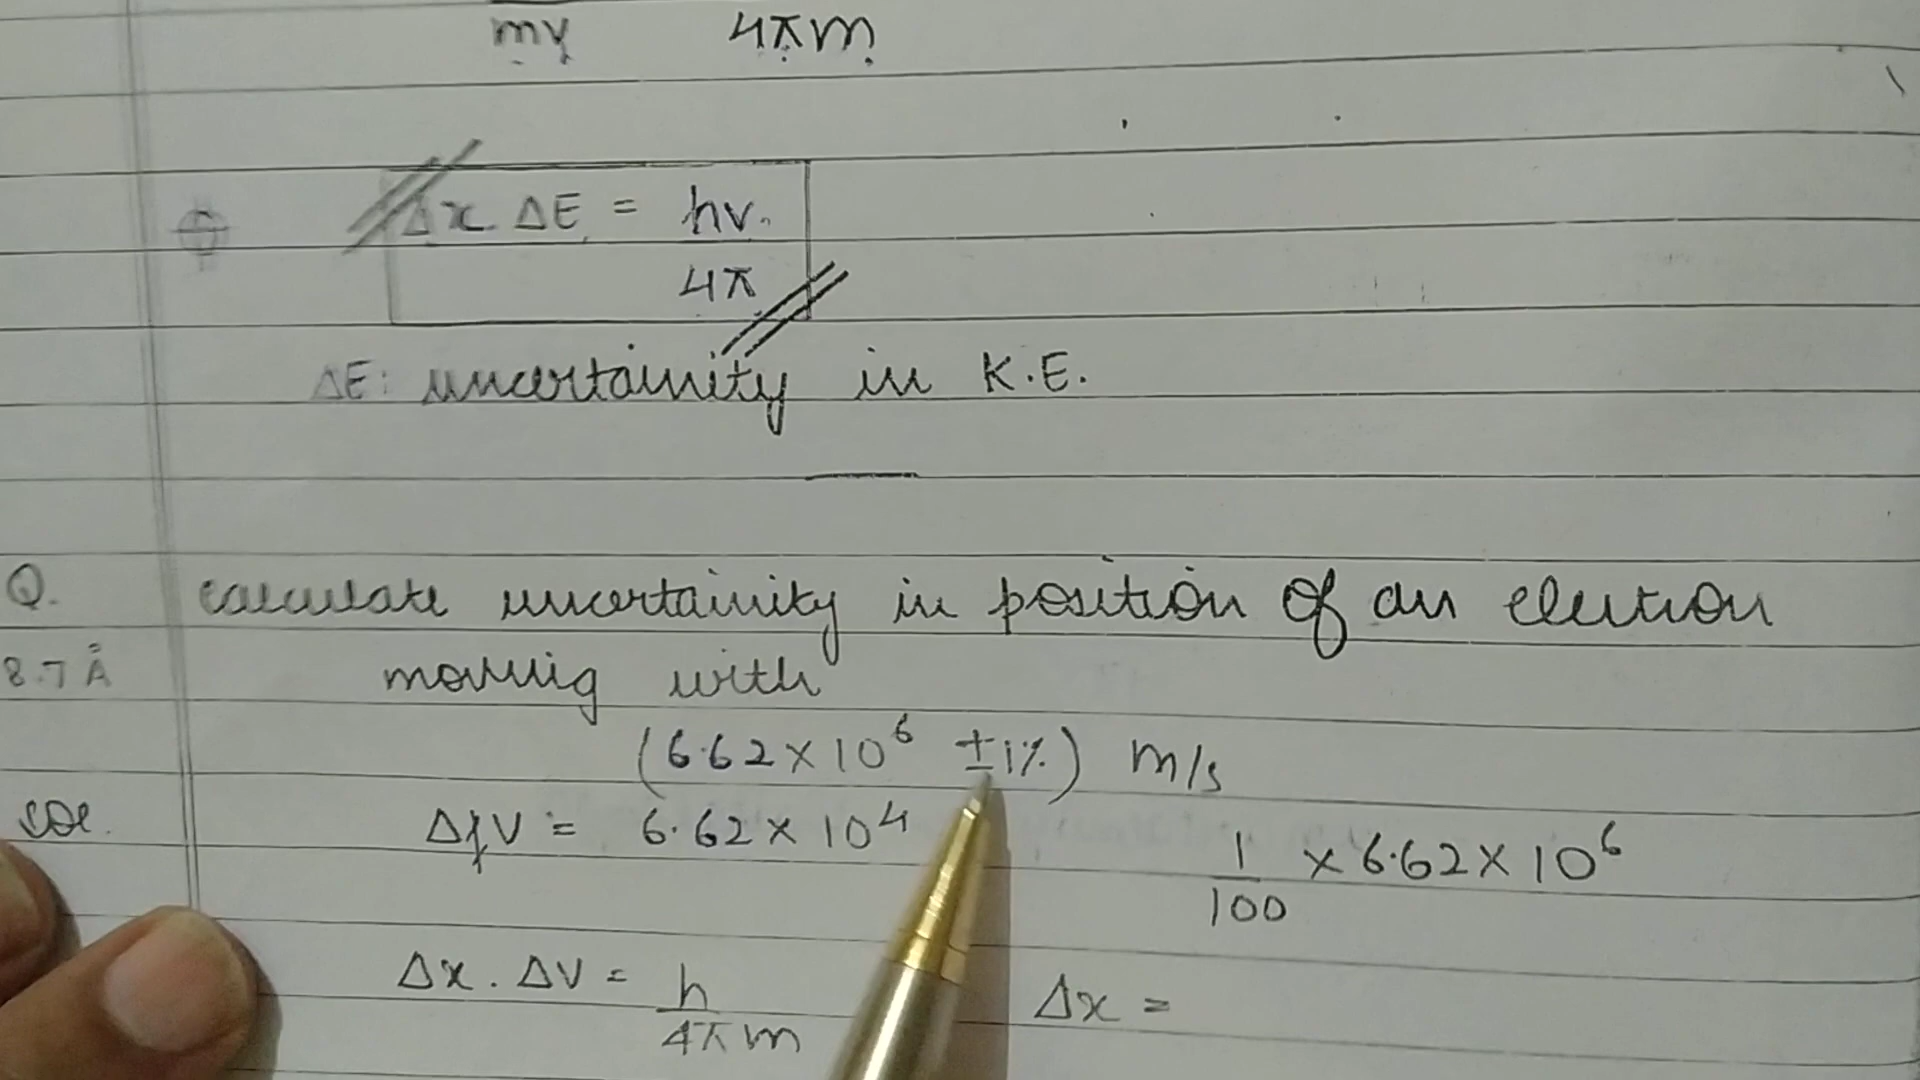 mv 4πm
Δx ΔE = hv
4π
ΔE: uncertainity in K.E.
Q. calculate uncertainity in position of an electron
8.7 Å moving with
(6.62 × 10⁶ ±1%) m/s
sol. ΔV = 6.62 × 10⁴ 1/100 × 6.62 × 10⁶
Δx . ΔV = h/4πm Δx =